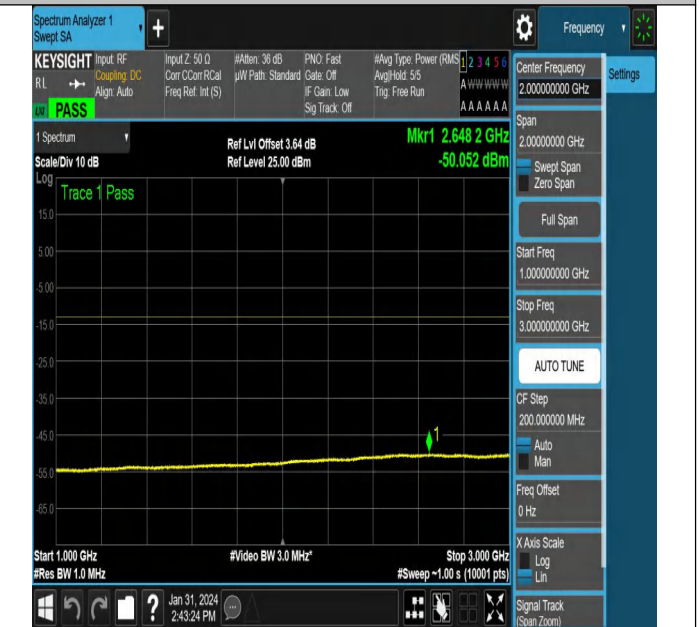 Spectrum Analyzer 1
Swept SA
+
Frequency
KEYSIGHT
RL
PASS
Input: RF
Coupling: DC
Align: Auto
Input Z: 50 Ω
Corr CCorr RCal
Freq Ref: Int (S)
#Atten: 36 dB
µW Path: Standard
PNO: Fast
Gate: Off
IF Gain: Low
Sig Track: Off
#Avg Type: Power (RMS
Avg|Hold: 5/5
Trig: Free Run
1 2 3 4 5 6
A W W W W W
A A A A A A
1 Spectrum
Scale/Div 10 dB
Log
Ref Lvl Offset 3.64 dB
Ref Level 25.00 dBm
Mkr1 2.648 2 GHz
-50.052 dBm
Trace 1 Pass
15.0
5.00
-5.00
-15.0
-25.0
-35.0
-45.0
-55.0
-65.0
1
Start 1.000 GHz
#Res BW 1.0 MHz
#Video BW 3.0 MHz*
Stop 3.000 GHz
#Sweep ~1.00 s (10001 pts)
?
Jan 31, 2024
2:43:24 PM
Center Frequency
2.000000000 GHz
Settings
Span
2.00000000 GHz
Swept Span
Zero Span
Full Span
Start Freq
1.000000000 GHz
Stop Freq
3.000000000 GHz
AUTO TUNE
CF Step
200.000000 MHz
Auto
Man
Freq Offset
0 Hz
X Axis Scale
Log
Lin
Signal Track
(Span Zoom)